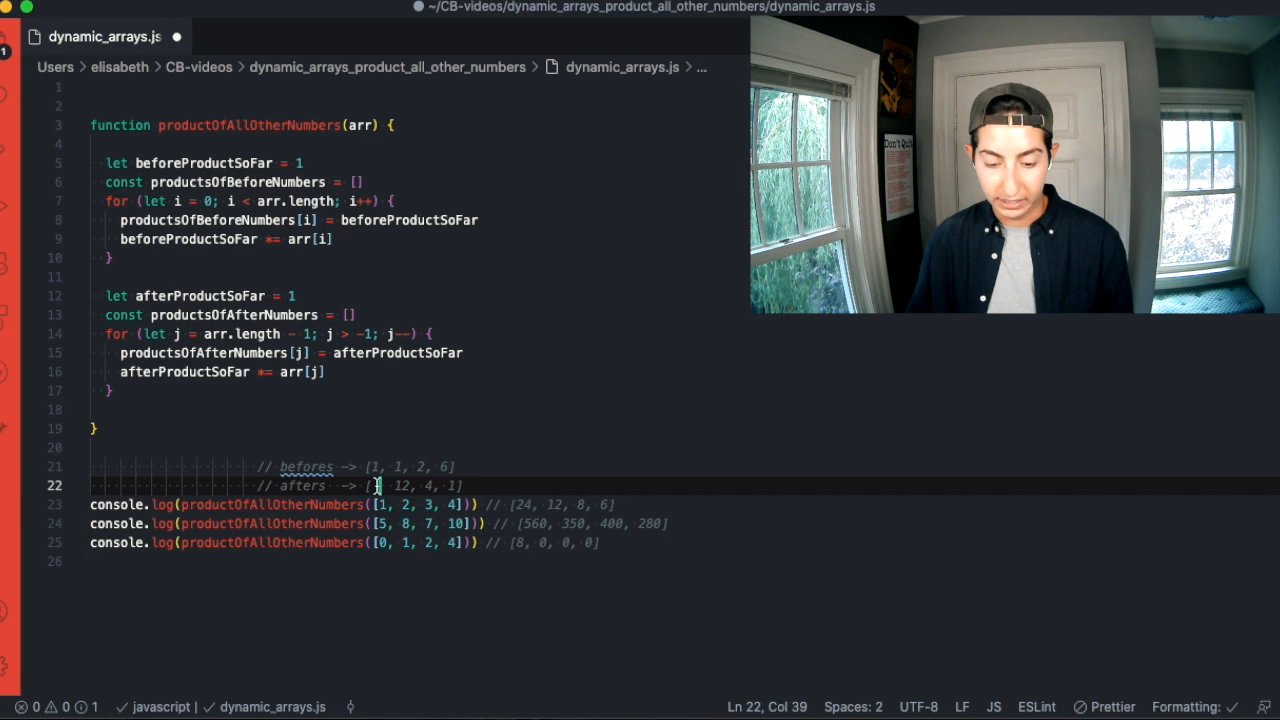 ~/CB-videos/dynamic_arrays_product_all_other_numbers/dynamic_arrays.js
dynamic_arrays.js
1
Users > elisabeth > CB-videos > dynamic_arrays_product_all_other_numbers > dynamic_arrays.js > ...
1
2
3 function productOfAllOtherNumbers(arr) {
4
5 let beforeProductSoFar = 1
6 const productsOfBeforeNumbers = []
7 for (let i = 0; i < arr.length; i++) {
8 productsOfBeforeNumbers[i] = beforeProductSoFar
9 beforeProductSoFar *= arr[i]
10 }
11
12 let afterProductSoFar = 1
13 const productsOfAfterNumbers = []
14 for (let j = arr.length - 1; j > -1; j--) {
15 productsOfAfterNumbers[j] = afterProductSoFar
16 afterProductSoFar *= arr[j]
17 }
18
19 }
20
21 // befores -> [1, 1, 2, 6]
22 // afters -> [ 12, 4, 1]
23 console.log(productOfAllOtherNumbers([1, 2, 3, 4])) // [24, 12, 8, 6]
24 console.log(productOfAllOtherNumbers([5, 8, 7, 10])) // [560, 350, 400, 280]
25 console.log(productOfAllOtherNumbers([0, 1, 2, 4])) // [8, 0, 0, 0]
26
Don't Quit
0 0 1 javascript | dynamic_arrays.js Ln 22, Col 39 Spaces: 2 UTF-8 LF JS ESLint Prettier Formatting: